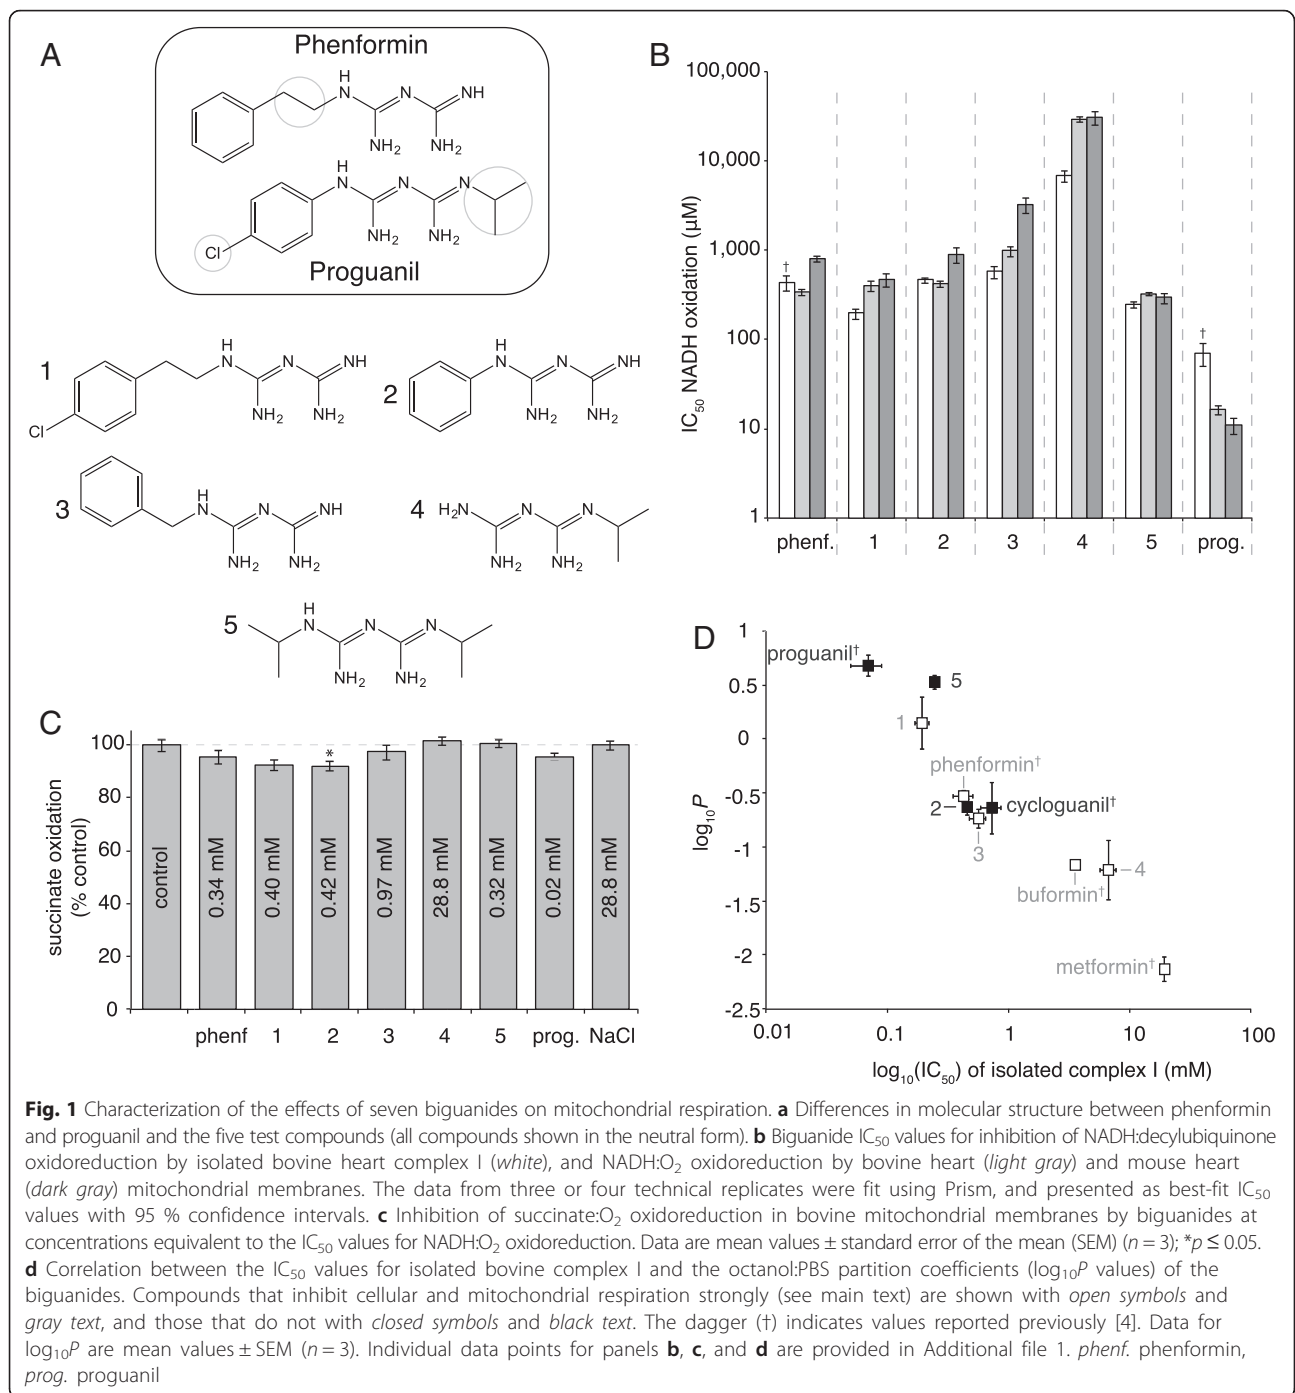 A
Phenformin
H
N
N
NH
NH2
NH2
H
N
N
N
NH2
NH2
Cl
Proguanil
1
H
N
N
NH
NH2
NH2
Cl
2
H
N
N
NH
NH2
NH2
3
H
N
N
NH
NH2
NH2
4
H2N
N
N
NH2
NH2
5
H
N
N
N
NH2
NH2
B
IC50 NADH oxidation (µM)
100,000
10,000
1,000
100
10
1
†
†
phenf. 1 2 3 4 5 prog.
C
succinate oxidation
(% control)
100
80
60
40
20
0
*
control
0.34 mM
0.40 mM
0.42 mM
0.97 mM
28.8 mM
0.32 mM
0.02 mM
28.8 mM
phenf 1 2 3 4 5 prog. NaCl
D
log10P
1
0.5
0
-0.5
-1
-1.5
-2
-2.5
proguanil†
5
1
phenformin†
2
cycloguanil†
3
4
buformin†
metformin†
0.01 0.1 1 10 100
log10(IC50) of isolated complex I (mM)
Fig. 1 Characterization of the effects of seven biguanides on mitochondrial respiration. a Differences in molecular structure between phenformin
and proguanil and the five test compounds (all compounds shown in the neutral form). b Biguanide IC50 values for inhibition of NADH:decylubiquinone
oxidoreduction by isolated bovine heart complex I (white), and NADH:O2 oxidoreduction by bovine heart (light gray) and mouse heart
(dark gray) mitochondrial membranes. The data from three or four technical replicates were fit using Prism, and presented as best-fit IC50
values with 95 % confidence intervals. c Inhibition of succinate:O2 oxidoreduction in bovine mitochondrial membranes by biguanides at
concentrations equivalent to the IC50 values for NADH:O2 oxidoreduction. Data are mean values ± standard error of the mean (SEM) (n = 3); *p ≤ 0.05.
d Correlation between the IC50 values for isolated bovine complex I and the octanol:PBS partition coefficients (log10P values) of the
biguanides. Compounds that inhibit cellular and mitochondrial respiration strongly (see main text) are shown with open symbols and
gray text, and those that do not with closed symbols and black text. The dagger (†) indicates values reported previously [4]. Data for
log10P are mean values ± SEM (n = 3). Individual data points for panels b, c, and d are provided in Additional file 1. phenf. phenformin,
prog. proguanil